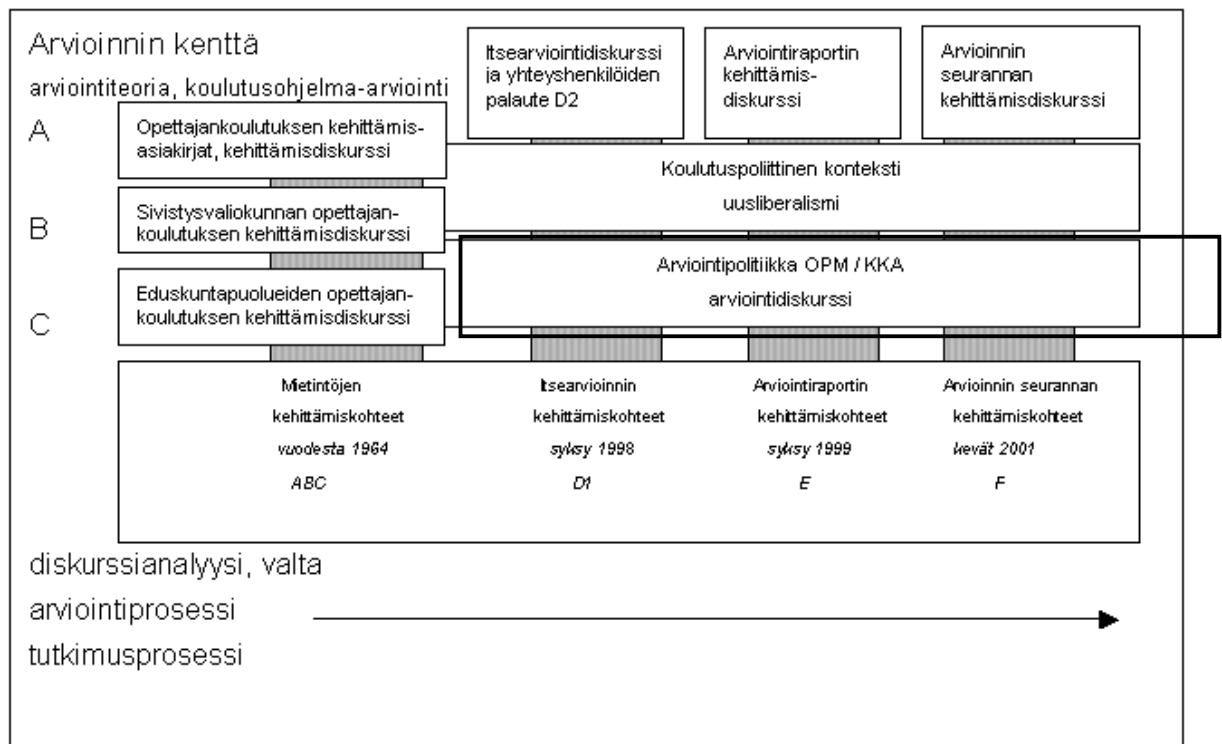 Arvioinnin kenttä
arviointiteoria, koulutusohjelma-arviointi
Itsearviointidiskurssi
ja yhteyshenkilöiden
palaute D2
Arviointiraportin
kehittämis-
diskurssi
Arvioinnin
seurannan
kehittämisdiskurssi
A
Opettajankoulutuksen kehittämis-
asiakirjat, kehittämisdiskurssi
Koulutuspoliittinen konteksti
uusliberalismi
B
Sivistysvaliokunnan opettajan-
koulutuksen kehittämisdiskurssi
Arviointipolitiikka OPM / KKA
arviointidiskurssi
C
Eduskuntapuolueiden opettajan-
koulutuksen kehittämisdiskurssi
Mietintöjen
kehittämiskohteet
vuodesta 1964
ABC
Itsearvioinnin
kehittämiskohteet
syksy 1998
D1
Arviointiraportin
kehittämiskohteet
syksy 1999
E
Arvioinnin seurannan
kehittämiskohteet
kevät 2001
F
diskurssianalyysi, valta
arviointiprosessi
tutkimusprosessi